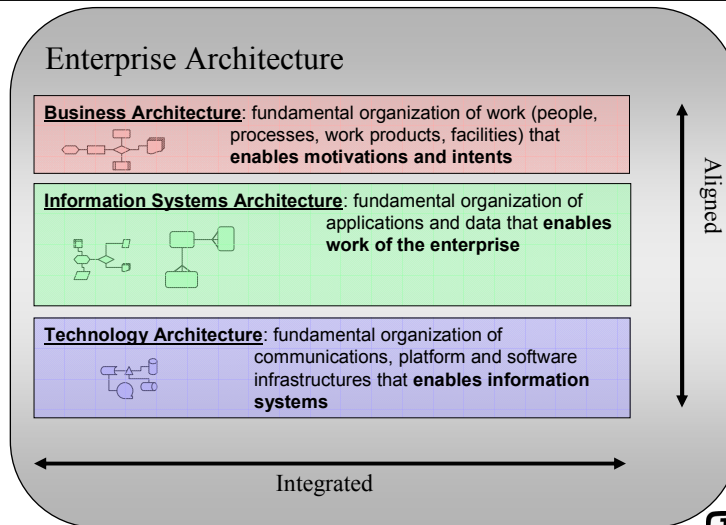 Enterprise Architecture
Business Architecture: fundamental organization of work (people,
processes, work products, facilities) that
enables motivations and intents
Information Systems Architecture: fundamental organization of
applications and data that enables
work of the enterprise
Technology Architecture: fundamental organization of
communications, platform and software
infrastructures that enables information
systems
Aligned
Integrated